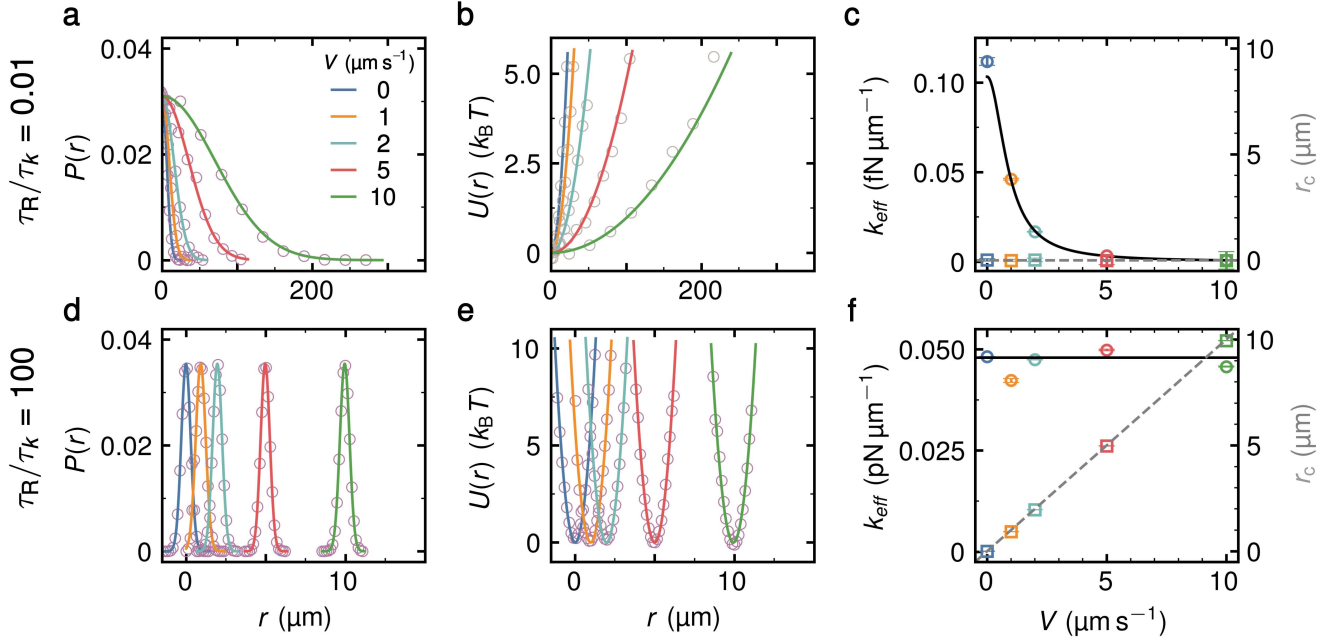 a
b
c
τR/τk = 0.01
P(r)
0.04
0.02
0
0
200
V (µm s⁻¹)
0
1
2
5
10
U(r) (kBT)
5.0
2.5
0
0
200
keff (fN µm⁻¹)
0.10
0.05
0
0
5
10
10
5
0
rc (µm)
d
e
f
τR/τk = 100
P(r)
0.04
0.02
0
0
10
r (µm)
U(r) (kBT)
10
5
0
0
10
r (µm)
keff (pN µm⁻¹)
0.050
0.025
0
0
5
10
V (µm s⁻¹)
10
5
0
rc (µm)